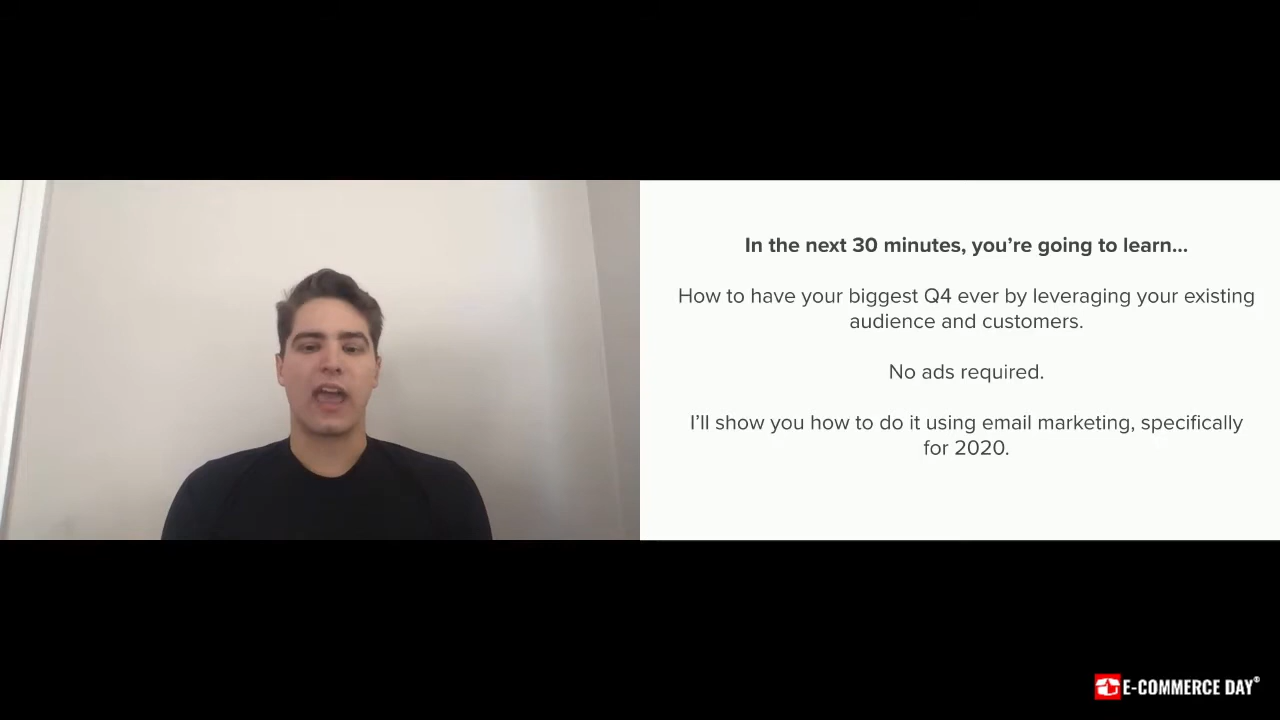 In the next 30 minutes, you're going to learn...
How to have your biggest Q4 ever by leveraging your existing
audience and customers.
No ads required.
I'll show you how to do it using email marketing, specifically
for 2020.
E-COMMERCE DAY®